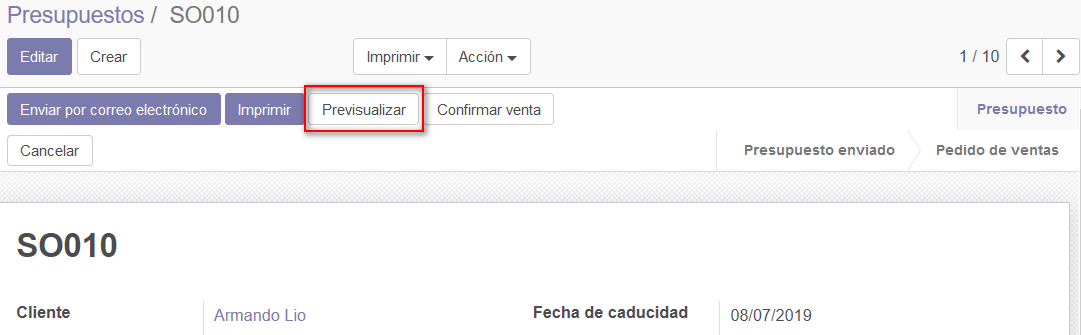 Presupuestos / SO010
Editar Crear Imprimir Acción 1 / 10
Enviar por correo electrónico Imprimir Previsualizar Confirmar venta Presupuesto
Cancelar Presupuesto enviado Pedido de ventas
SO010
Cliente Armando Lio Fecha de caducidad 08/07/2019